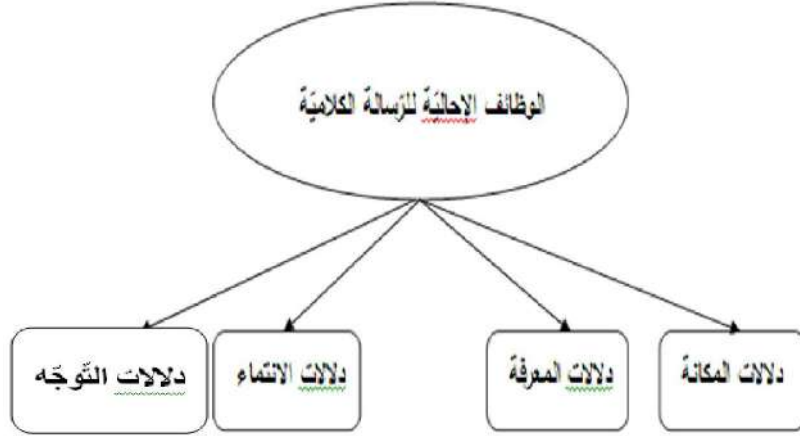 الوظائف الإحاليّة للرّسالة الكلاميّة
دلالات المكانة
دلالات المعرفة
دلالات الانتماء
دلالات التّوجّه